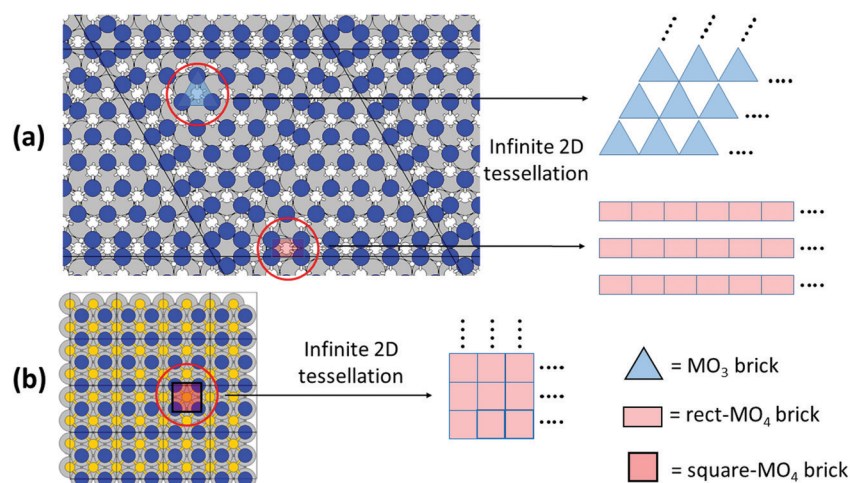 (a)
Infinite 2D
tessellation
(b)
Infinite 2D
tessellation
= MO₃ brick
= rect-MO₄ brick
= square-MO₄ brick